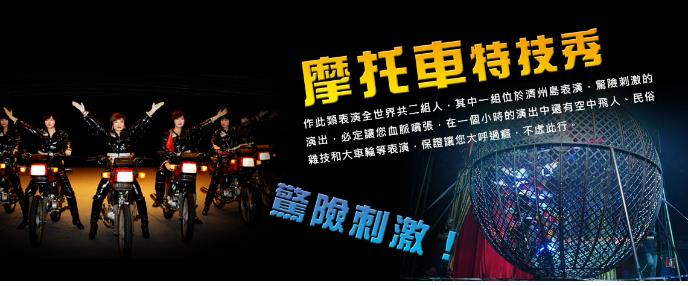 摩托車特技秀
作此類表演全世界共二組人，其中一組位於濟州島表演，驚險刺激的
演出，必定讓您血脈噴張，在一個小時的演出中還有空中飛人、民俗
雜技和大車輪等表演，保證讓您大呼過癮，不虛此行。
驚險刺激！